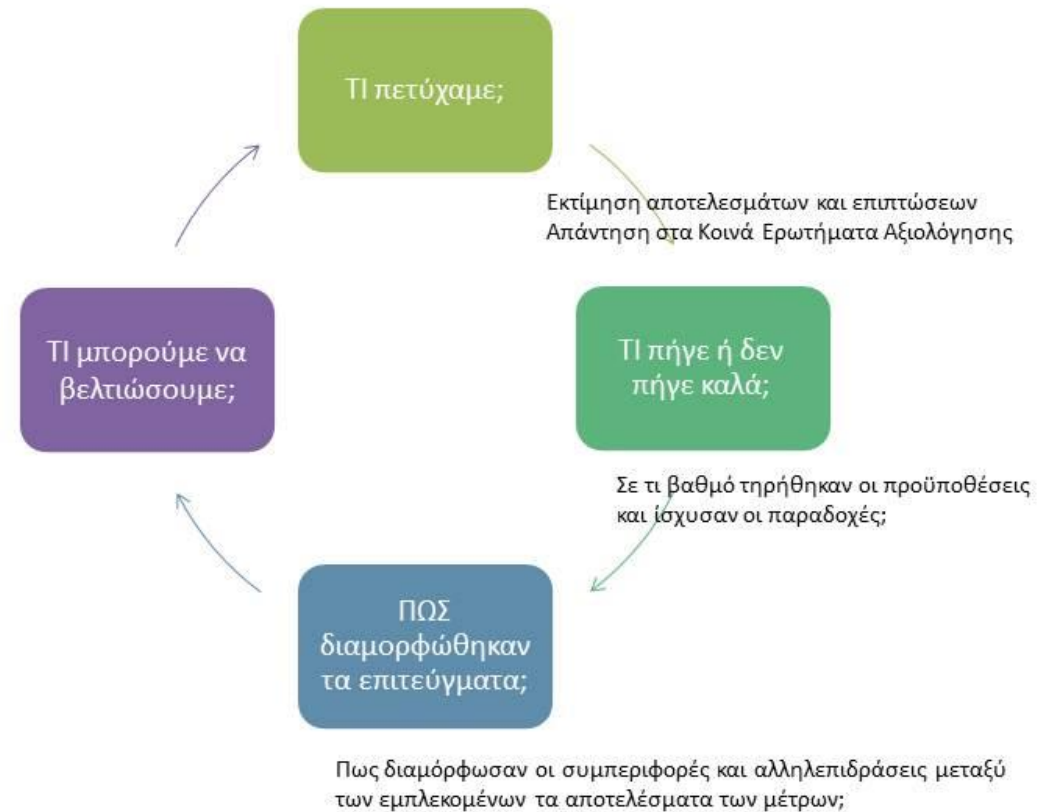 ΤΙ πετύχαμε;
Εκτίμηση αποτελεσμάτων και επιπτώσεων
Απάντηση στα Κοινά Ερωτήματα Αξιολόγησης
ΤΙ μπορούμε να
βελτιώσουμε;
ΤΙ πήγε ή δεν
πήγε καλά;
Σε τι βαθμό τηρήθηκαν οι προϋποθέσεις
και ίσχυσαν οι παραδοχές;
ΠΩΣ
διαμορφώθηκαν
τα επιτεύγματα;
Πως διαμόρφωσαν οι συμπεριφορές και αλληλεπιδράσεις μεταξύ
των εμπλεκομένων τα αποτελέσματα των μέτρων;